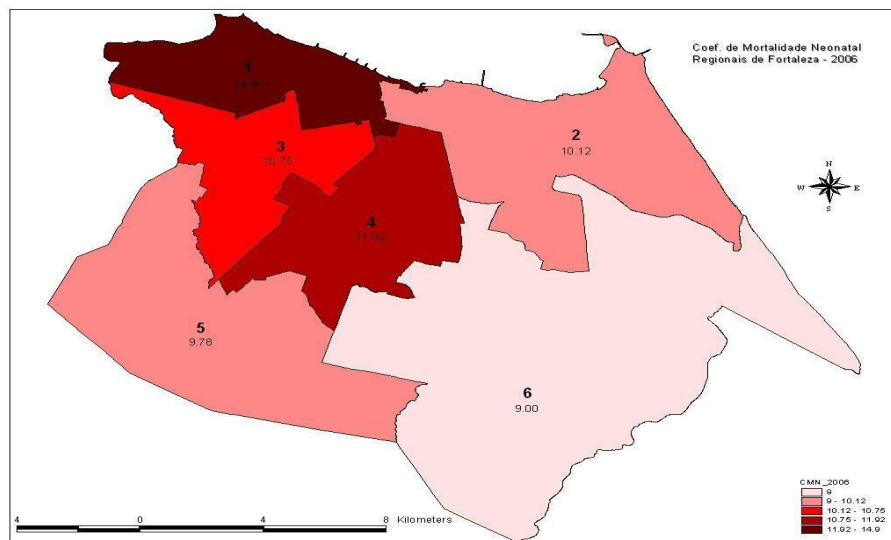 Coef. de Mortalidade Neonatal
Regionais de Fortaleza - 2006
1
14.90
2
10.12
3
10.75
4
11.92
N
W E
S
5
9.78
6
9.00
CMN_2006
9
9 - 10.12
10.12 - 10.75
10.75 - 11.92
11.92 - 14.9
4 0 4 8 Kilometers